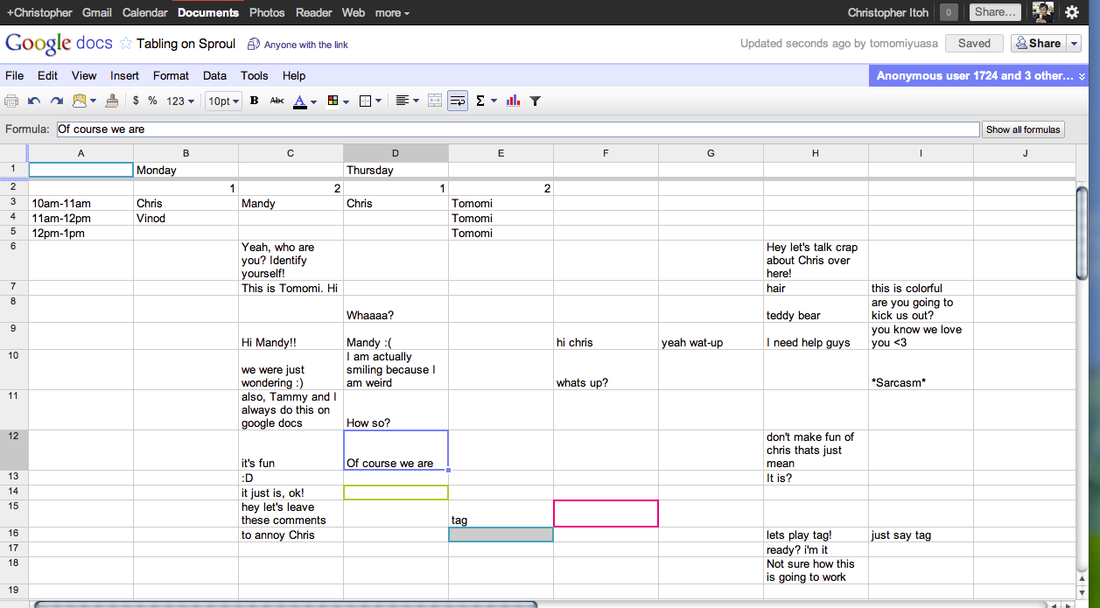 +Christopher Gmail Calendar Documents Photos Reader Web more Christopher Itoh 0 Share...
Google docs Tabling on Sproul Anyone with the link Updated seconds ago by tomomiyuasa Saved Share
File Edit View Insert Format Data Tools Help Anonymous user 1724 and 3 other...
$ % 123 10pt B Abc A Σ
Formula: Of course we are Show all formulas
A B C D E F G H I J
1 Monday Thursday
2 1 2 1 2
3 10am-11am Chris Mandy Chris Tomomi
4 11am-12pm Vinod Tomomi
5 12pm-1pm Tomomi
6 Yeah, who are Hey let's talk crap
you? Identify about Chris over
yourself! here!
7 This is Tomomi. Hi hair this is colorful
8 are you going to
Whaaaa? teddy bear kick us out?
9 you know we love
Hi Mandy!! Mandy :( hi chris yeah wat-up I need help guys you <3
10 I am actually
we were just smiling because I
wondering :) am weird whats up? *Sarcasm*
11 also, Tammy and I
always do this on
google docs How so?
12 don't make fun of
chris thats just
it's fun Of course we are mean
13 :D It is?
14 it just is, ok!
15 hey let's leave
these comments tag
16 to annoy Chris lets play tag! just say tag
17 ready? i'm it
18 Not sure how this
is going to work
19